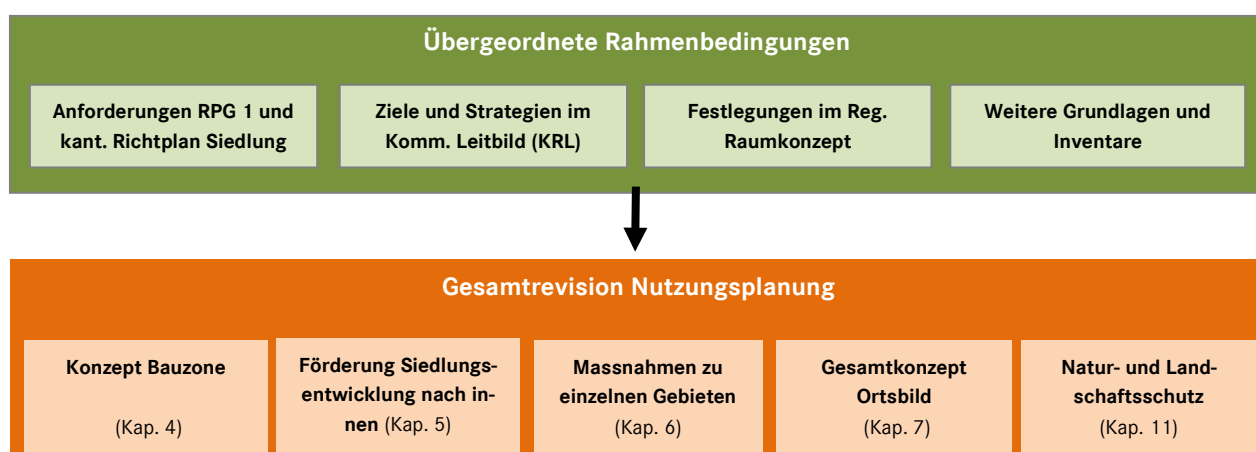 Übergeordnete Rahmenbedingungen
Anforderungen RPG 1 und
kant. Richtplan Siedlung
Ziele und Strategien im
Komm. Leitbild (KRL)
Festlegungen im Reg.
Raumkonzept
Weitere Grundlagen und
Inventare
Gesamtrevision Nutzungsplanung
Konzept Bauzone
(Kap. 4)
Förderung Siedlungs-
entwicklung nach in-
nen (Kap. 5)
Massnahmen zu
einzelnen Gebieten
(Kap. 6)
Gesamtkonzept
Ortsbild
(Kap. 7)
Natur- und Land-
schaftsschutz
(Kap. 11)